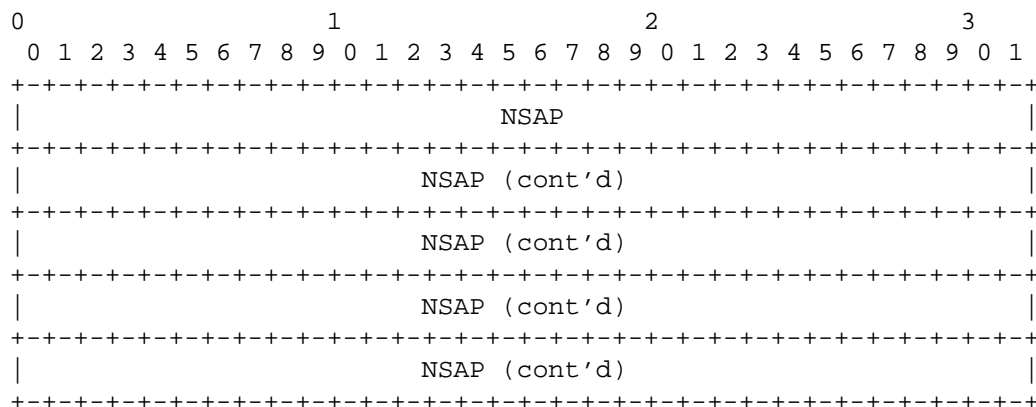 0                   1                   2                   3
 0 1 2 3 4 5 6 7 8 9 0 1 2 3 4 5 6 7 8 9 0 1 2 3 4 5 6 7 8 9 0 1
+-+-+-+-+-+-+-+-+-+-+-+-+-+-+-+-+-+-+-+-+-+-+-+-+-+-+-+-+-+-+-+-+
|                              NSAP                             |
+-+-+-+-+-+-+-+-+-+-+-+-+-+-+-+-+-+-+-+-+-+-+-+-+-+-+-+-+-+-+-+-+
|                         NSAP (cont’d)                         |
+-+-+-+-+-+-+-+-+-+-+-+-+-+-+-+-+-+-+-+-+-+-+-+-+-+-+-+-+-+-+-+-+
|                         NSAP (cont’d)                         |
+-+-+-+-+-+-+-+-+-+-+-+-+-+-+-+-+-+-+-+-+-+-+-+-+-+-+-+-+-+-+-+-+
|                         NSAP (cont’d)                         |
+-+-+-+-+-+-+-+-+-+-+-+-+-+-+-+-+-+-+-+-+-+-+-+-+-+-+-+-+-+-+-+-+
|                         NSAP (cont’d)                         |
+-+-+-+-+-+-+-+-+-+-+-+-+-+-+-+-+-+-+-+-+-+-+-+-+-+-+-+-+-+-+-+-+